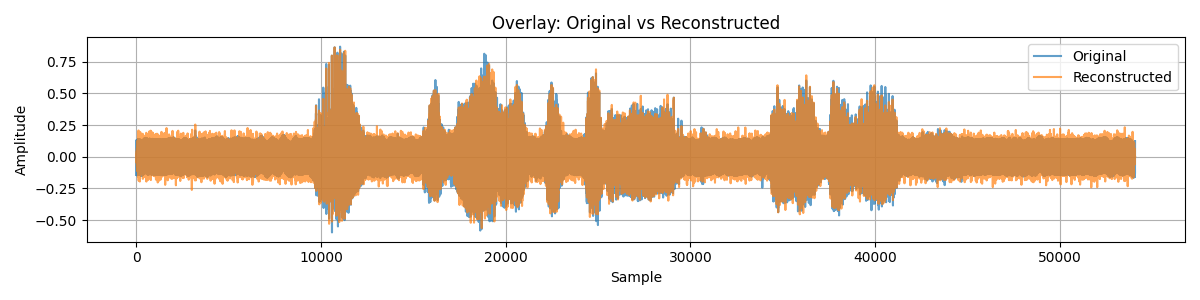 Overlay: Original vs Reconstructed
Original
Reconstructed
Amplitude
0.75
0.50
0.25
0.00
−0.25
−0.50
0 10000 20000 30000 40000 50000
Sample